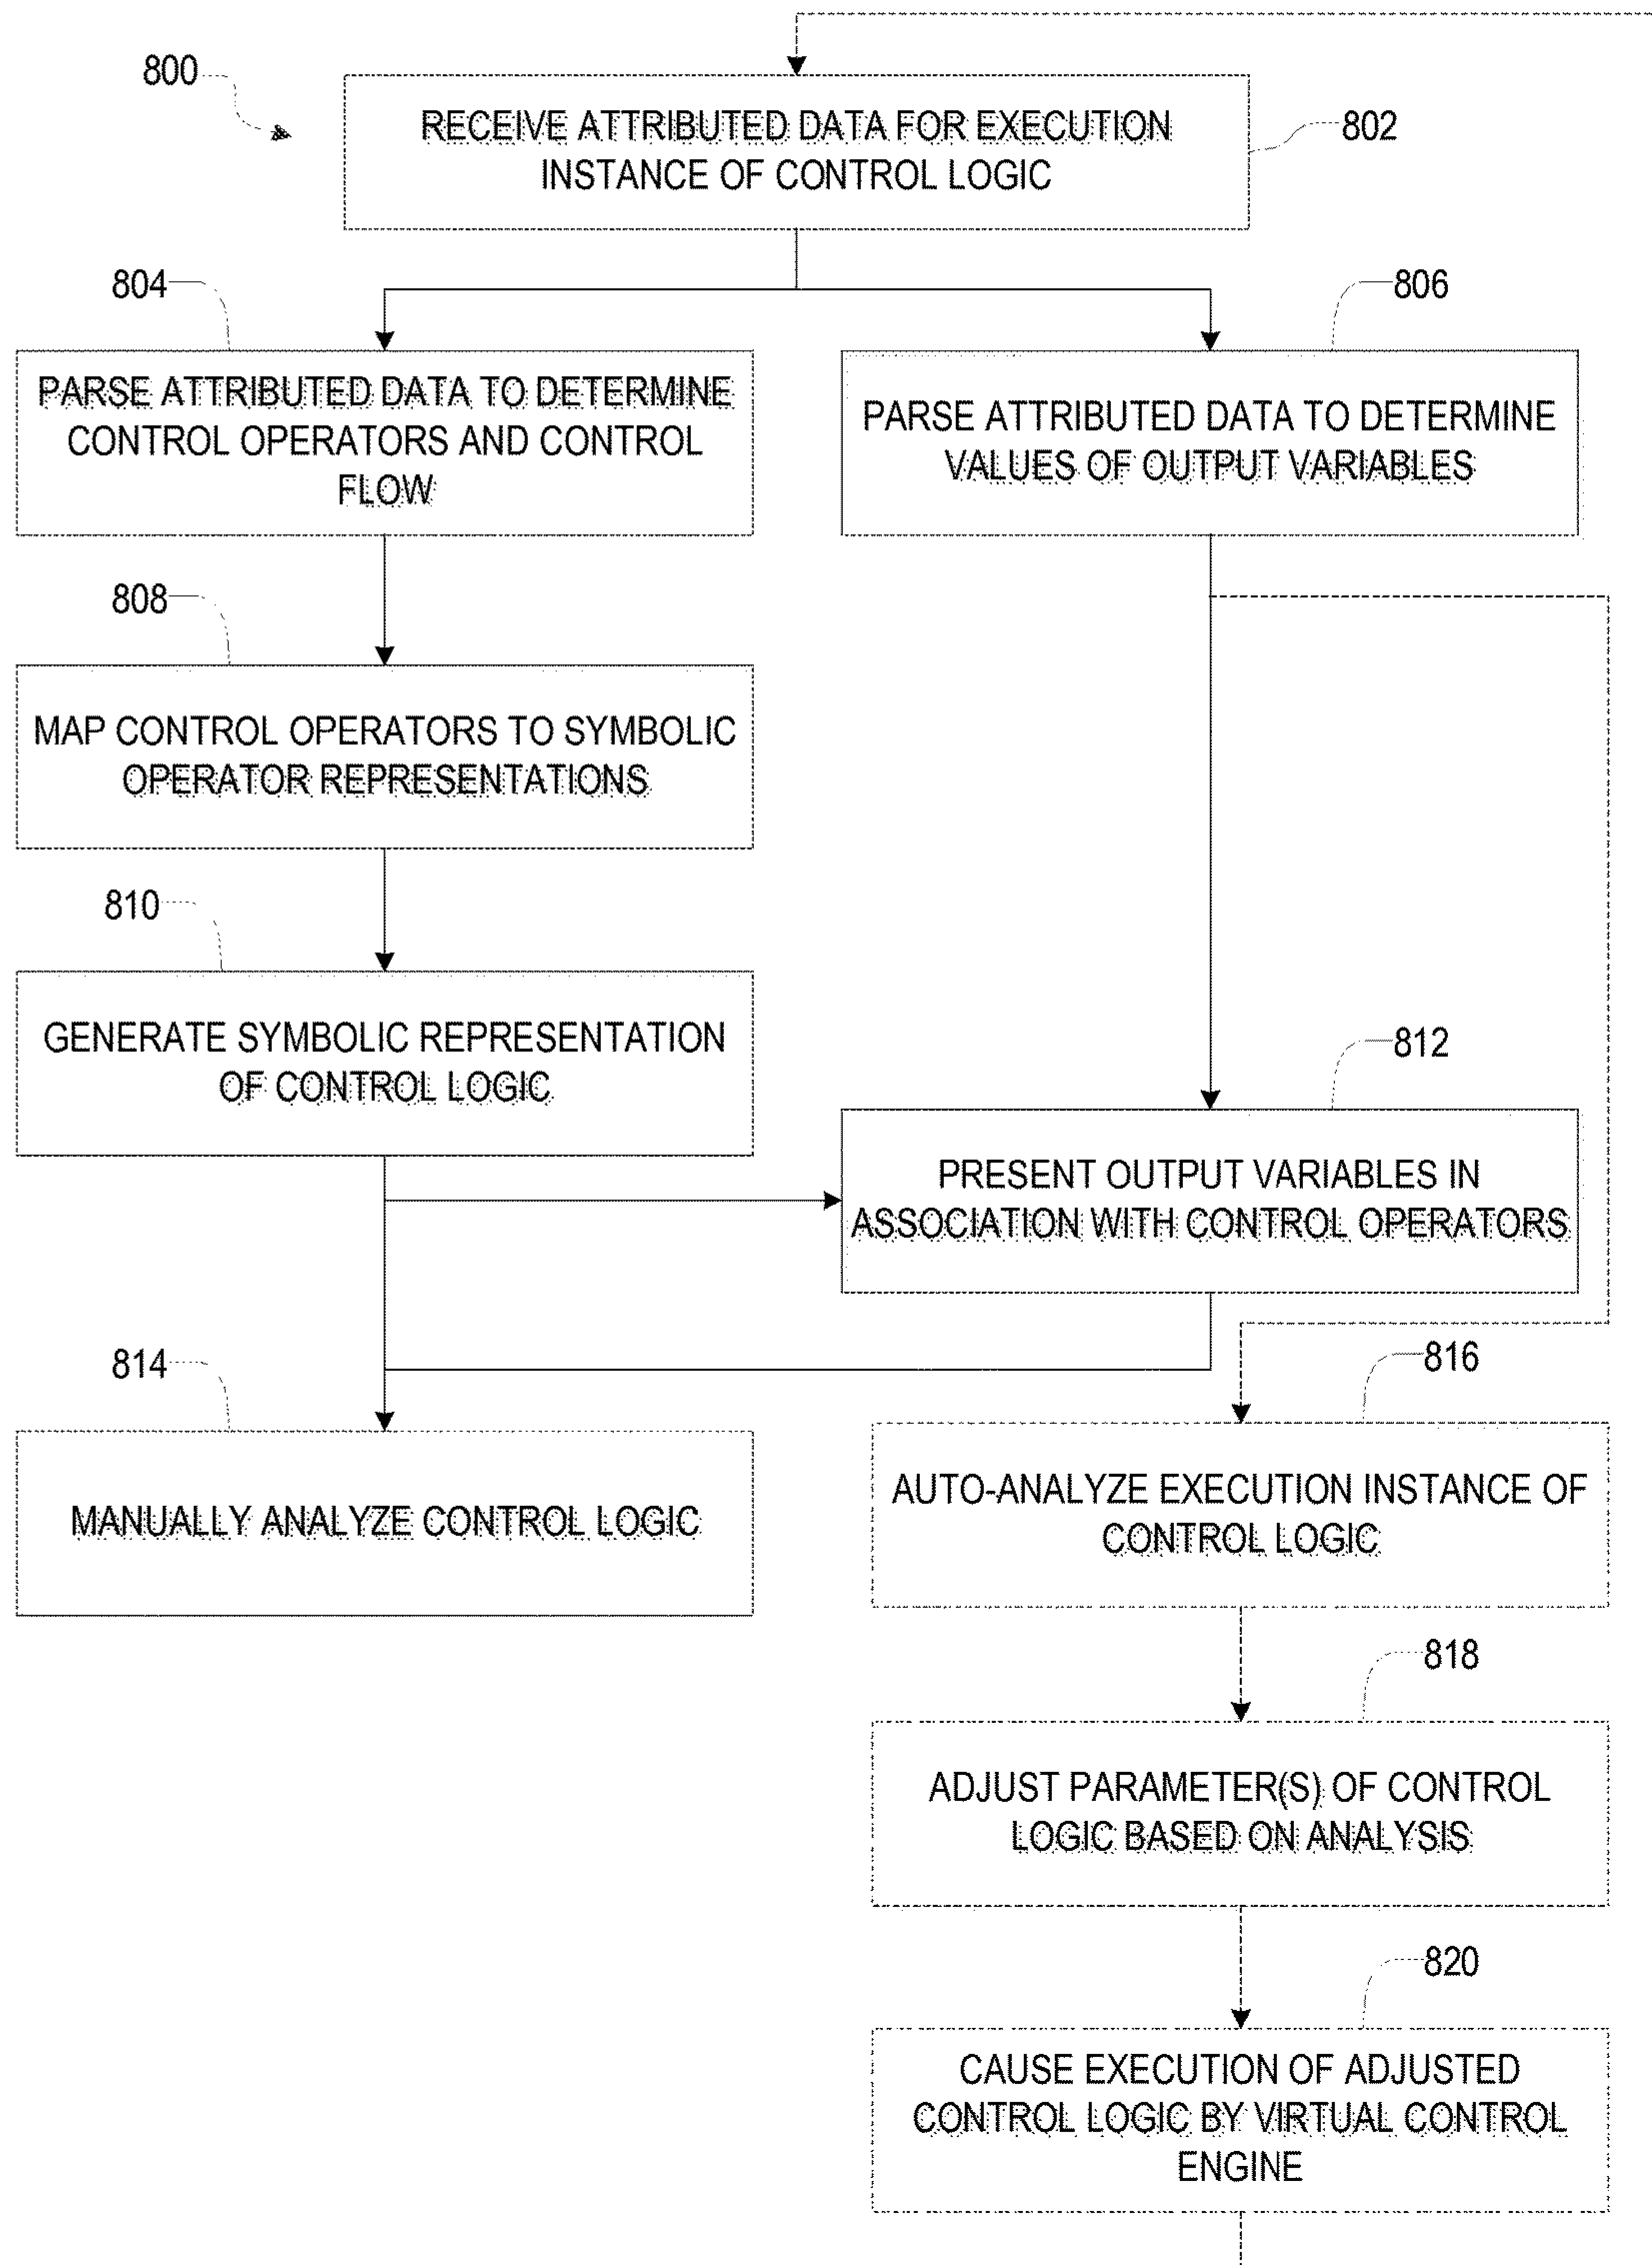 800
RECEIVE ATTRIBUTED DATA FOR EXECUTION
INSTANCE OF CONTROL LOGIC
802
804
806
PARSE ATTRIBUTED DATA TO DETERMINE
CONTROL OPERATORS AND CONTROL
FLOW
PARSE ATTRIBUTED DATA TO DETERMINE
VALUES OF OUTPUT VARIABLES
808
MAP CONTROL OPERATORS TO SYMBOLIC
OPERATOR REPRESENTATIONS
810
GENERATE SYMBOLIC REPRESENTATION
OF CONTROL LOGIC
812
PRESENT OUTPUT VARIABLES IN
ASSOCIATION WITH CONTROL OPERATORS
814
MANUALLY ANALYZE CONTROL LOGIC
816
AUTO-ANALYZE EXECUTION INSTANCE OF
CONTROL LOGIC
818
ADJUST PARAMETER(S) OF CONTROL
LOGIC BASED ON ANALYSIS
820
CAUSE EXECUTION OF ADJUSTED
CONTROL LOGIC BY VIRTUAL CONTROL
ENGINE